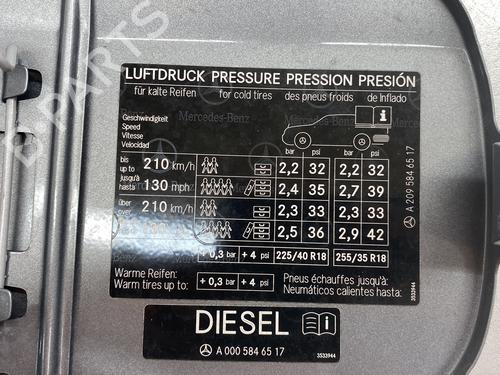 LUFTDRUCK PRESSURE PRESSION PRESIÓN
für kalte Reifen for cold tires des pneus froids de Inflado
Geschwindigkeit
Speed
Vitesse
Velocidad
i
bar psi bar psi
bis
up to
jusqu'à
hasta
210 km/h 2,2 32 2,2 32
130 mph 2,4 35 2,7 39
über
over
210 km/h 2,3 33 2,3 33
2,5 36 2,9 42
+ 0,3 bar + 4 psi 225/40 R18 255/35 R18
Warme Reifen:
Warm tires up to:
+ 0,3 bar + 4 psi
Pneus échauffes jusqu'à:
Neumáticos calientes hasta:
A 209 584 65 17
3533944
DIESEL i
A 000 584 65 17 3533944
Mercedes-Benz
B-PARTS